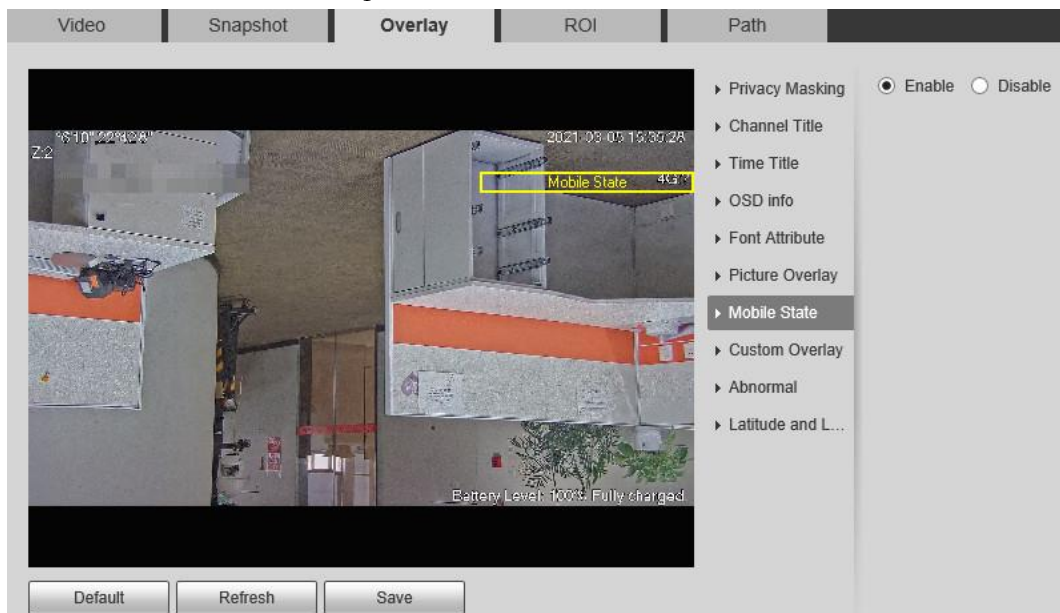 Video Snapshot Overlay ROI Path
Privacy Masking
Enable Disable
Channel Title
2021-03-05 15:35:28
Z:2
Time Title
Mobile State 4G
OSD info
Font Attribute
Picture Overlay
Mobile State
Custom Overlay
Abnormal
Latitude and L...
Battery Level: 100% Fully charged
Default Refresh Save